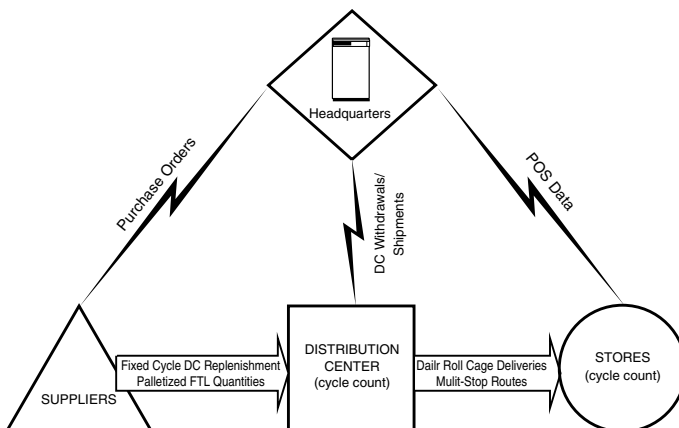 Headquarters
Purchase Orders
DC Withdrawals/
Shipments
POS Data
SUPPLIERS
Fixed Cycle DC Replenishment
Palletized FTL Quantities
DISTRIBUTION
CENTER
(cycle count)
Dailr Roll Cage Deliveries
Mulit-Stop Routes
STORES
(cycle count)